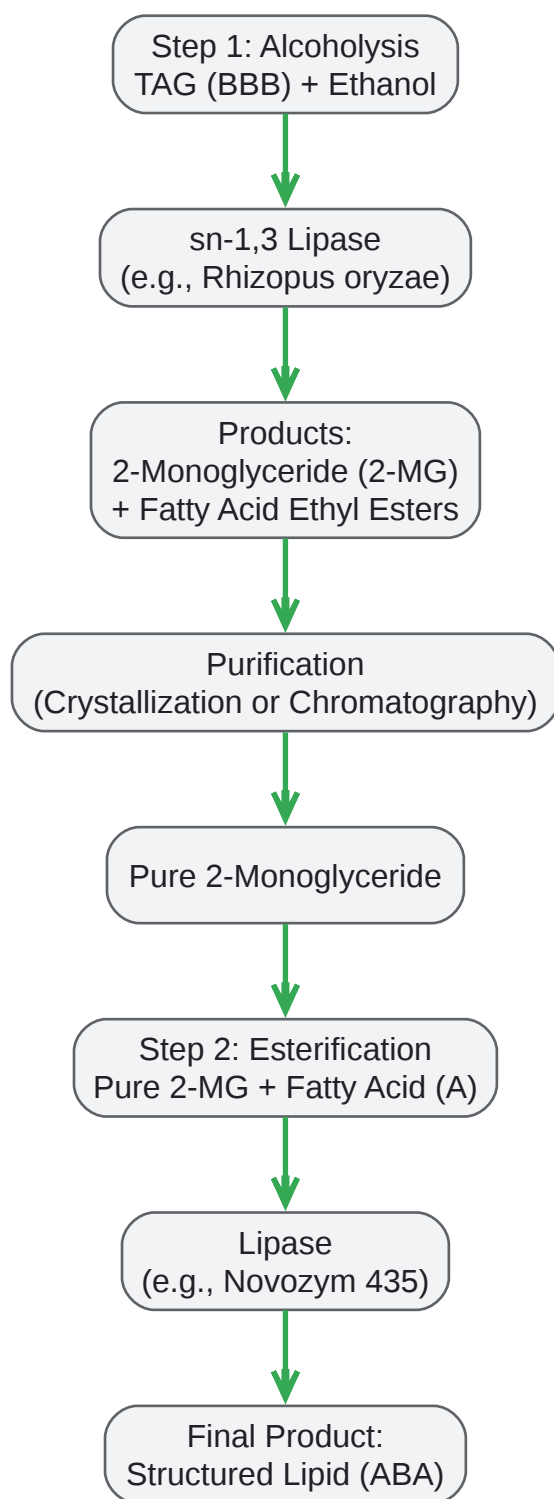 Step 1: Alcoholysis
TAG (BBB) + Ethanol
sn-1,3 Lipase
(e.g., Rhizopus oryzae)
Products:
2-Monoglyceride (2-MG)
+ Fatty Acid Ethyl Esters
Purification
(Crystallization or Chromatography)
Pure 2-Monoglyceride
Step 2: Esterification
Pure 2-MG + Fatty Acid (A)
Lipase
(e.g., Novozym 435)
Final Product:
Structured Lipid (ABA)